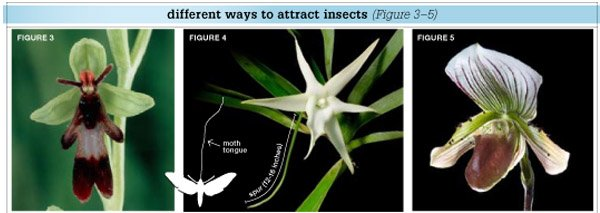 different ways to attract insects (Figure 3–5)
FIGURE 3
FIGURE 4
FIGURE 5
moth
tongue
spur (12-16 inches)